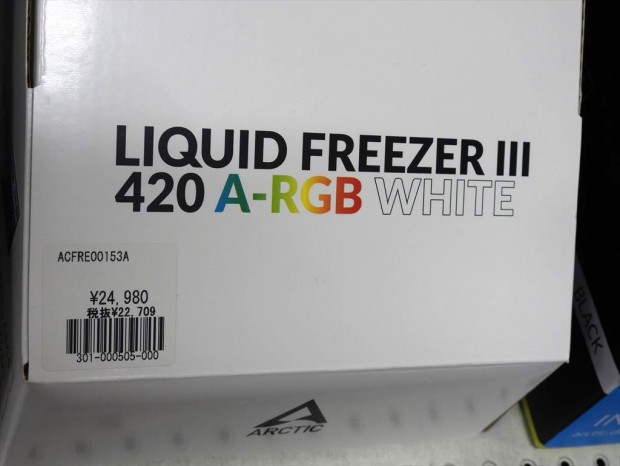 LIQUID FREEZER III
420 A-RGB WHITE
ACFRE00153A
¥24,980
税抜¥22,709
301-000505-000
ARCTIC
BLACK